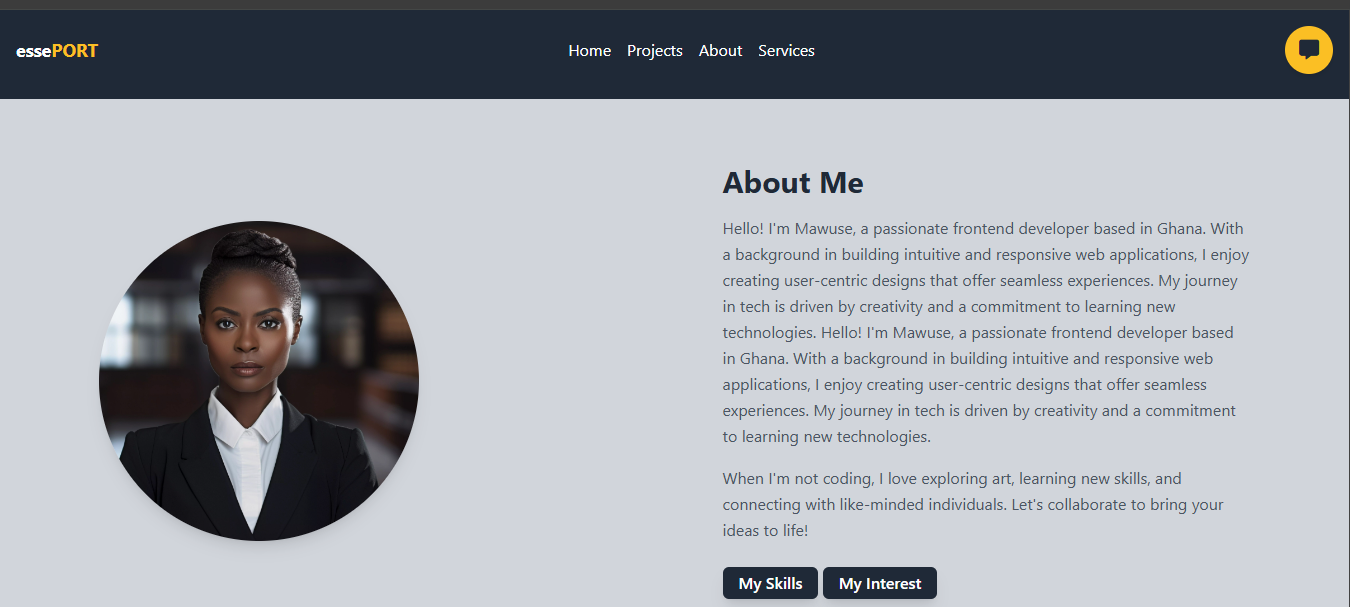 essePORT
Home Projects About Services
About Me
Hello! I'm Mawuse, a passionate frontend developer based in Ghana. With
a background in building intuitive and responsive web applications, I enjoy
creating user-centric designs that offer seamless experiences. My journey
in tech is driven by creativity and a commitment to learning new
technologies. Hello! I'm Mawuse, a passionate frontend developer based
in Ghana. With a background in building intuitive and responsive web
applications, I enjoy creating user-centric designs that offer seamless
experiences. My journey in tech is driven by creativity and a commitment
to learning new technologies.
When I'm not coding, I love exploring art, learning new skills, and
connecting with like-minded individuals. Let's collaborate to bring your
ideas to life!
My Skills My Interest